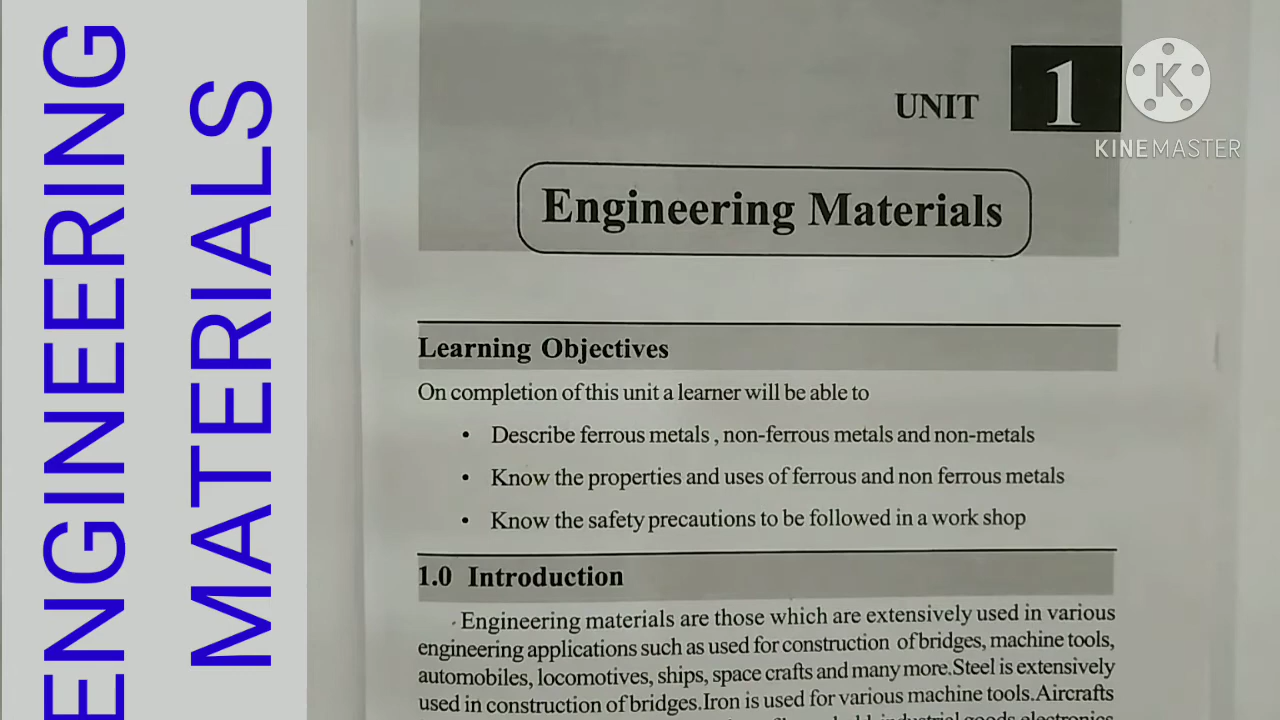 ENGINEERING
MATERIALS
UNIT 1
K
KINEMASTER
Engineering Materials
Learning Objectives
On completion of this unit a learner will be able to
• Describe ferrous metals , non-ferrous metals and non-metals
• Know the properties and uses of ferrous and non ferrous metals
• Know the safety precautions to be followed in a work shop
1.0 Introduction
Engineering materials are those which are extensively used in various
engineering applications such as used for construction of bridges, machine tools,
automobiles, locomotives, ships, space crafts and many more.Steel is extensively
used in construction of bridges.Iron is used for various machine tools.Aircrafts